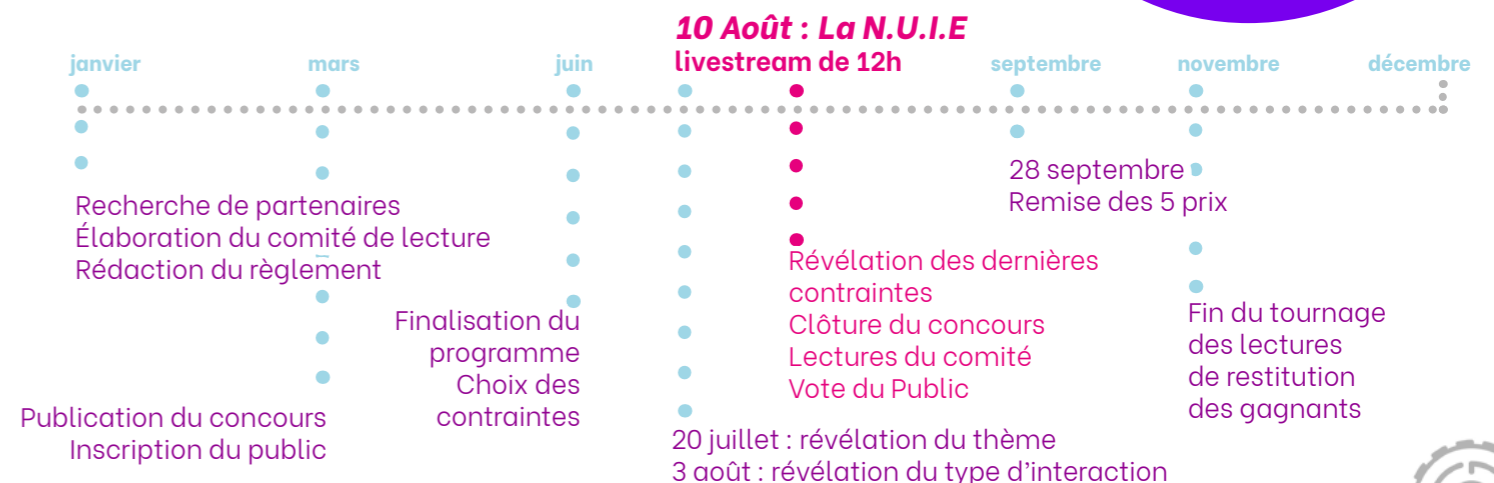 10 Août : La N.U.I.E
livestream de 12h
janvier
mars
juin
septembre
novembre
décembre
Recherche de partenaires
Élaboration du comité de lecture
Rédaction du règlement
Publication du concours
Inscription du public
Finalisation du
programme
Choix des
contraintes
20 juillet : révélation du thème
3 août : révélation du type d'interaction
Révélation des dernières
contraintes
Clôture du concours
Lectures du comité
Vote du Public
28 septembre
Remise des 5 prix
Fin du tournage
des lectures
de restitution
des gagnants